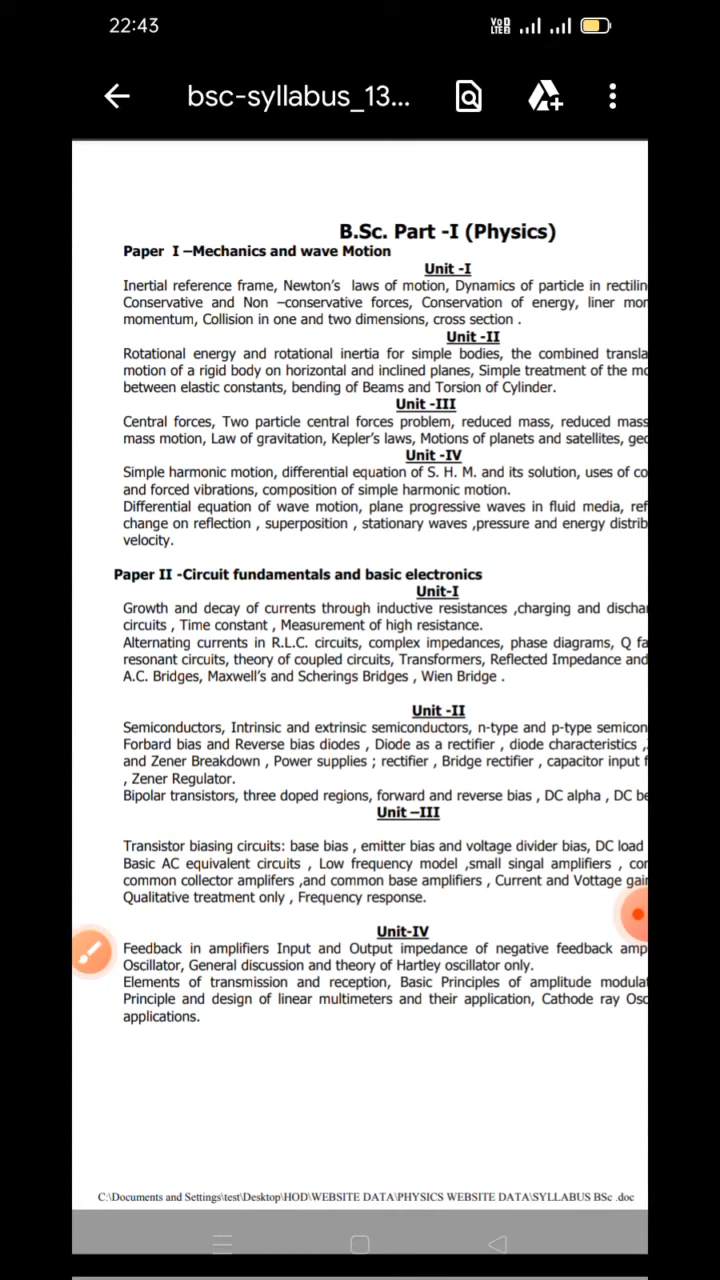 22:43
VoD LTE2
bsc-syllabus_13...
B.Sc. Part -I (Physics)
Paper I –Mechanics and wave Motion
Unit -I
Inertial reference frame, Newton's laws of motion, Dynamics of particle in rectilin
Conservative and Non –conservative forces, Conservation of energy, liner mor
momentum, Collision in one and two dimensions, cross section .
Unit -II
Rotational energy and rotational inertia for simple bodies, the combined transla
motion of a rigid body on horizontal and inclined planes, Simple treatment of the mo
between elastic constants, bending of Beams and Torsion of Cylinder.
Unit -III
Central forces, Two particle central forces problem, reduced mass, reduced mass
mass motion, Law of gravitation, Kepler's laws, Motions of planets and satellites, geo
Unit -IV
Simple harmonic motion, differential equation of S. H. M. and its solution, uses of co
and forced vibrations, composition of simple harmonic motion.
Differential equation of wave motion, plane progressive waves in fluid media, ref
change on reflection , superposition , stationary waves ,pressure and energy distrib
velocity.
Paper II -Circuit fundamentals and basic electronics
Unit-I
Growth and decay of currents through inductive resistances ,charging and dischar
circuits , Time constant , Measurement of high resistance.
Alternating currents in R.L.C. circuits, complex impedances, phase diagrams, Q fa
resonant circuits, theory of coupled circuits, Transformers, Reflected Impedance and
A.C. Bridges, Maxwell's and Scherings Bridges , Wien Bridge .
Unit -II
Semiconductors, Intrinsic and extrinsic semiconductors, n-type and p-type semicon
Forbard bias and Reverse bias diodes , Diode as a rectifier , diode characteristics ,
and Zener Breakdown , Power supplies ; rectifier , Bridge rectifier , capacitor input f
, Zener Regulator.
Bipolar transistors, three doped regions, forward and reverse bias , DC alpha , DC be
Unit –III
Transistor biasing circuits: base bias , emitter bias and voltage divider bias, DC load
Basic AC equivalent circuits , Low frequency model ,small singal amplifiers , cor
common collector amplifers ,and common base amplifiers , Current and Vottage gai
Qualitative treatment only , Frequency response.
Unit-IV
Feedback in amplifiers Input and Output impedance of negative feedback amp
Oscillator, General discussion and theory of Hartley oscillator only.
Elements of transmission and reception, Basic Principles of amplitude modulat
Principle and design of linear multimeters and their application, Cathode ray Osc
applications.
C:\Documents and Settings\test\Desktop\HOD\WEBSITE DATA\PHYSICS WEBSITE DATA\SYLLABUS BSc .doc